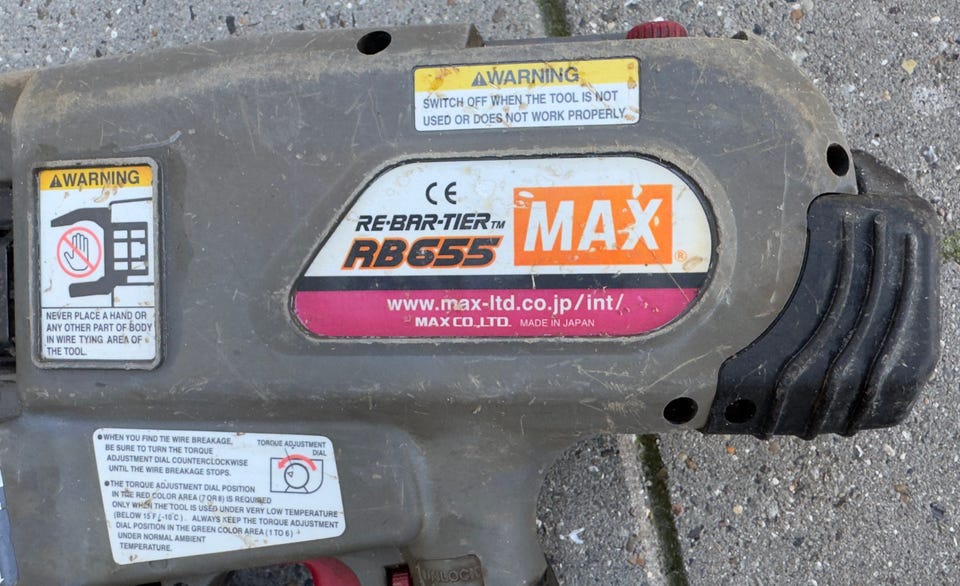 WARNING
SWITCH OFF WHEN THE TOOL IS NOT
USED OR DOES NOT WORK PROPERLY.
WARNING
NEVER PLACE A HAND OR
ANY OTHER PART OF BODY
IN WIRE TYING AREA OF
THE TOOL.
CE
RE-BAR-TIER™
RB655
MAX®
www.max-ltd.co.jp/int/
MAX CO.,LTD. MADE IN JAPAN
●WHEN YOU FIND TIE WIRE BREAKAGE,
BE SURE TO TURN THE TORQUE
ADJUSTMENT DIAL COUNTERCLOCKWISE
UNTIL THE WIRE BREAKAGE STOPS.
TORQUE ADJUSTMENT
DIAL
●THE TORQUE ADJUSTMENT DIAL POSITION
IN THE RED COLOR AREA (7 OR 8) IS REQUIRED
ONLY WHEN THE TOOL IS USED UNDER VERY LOW TEMPERATURE
(BELOW 15°F / -10°C). ALWAYS KEEP THE TORQUE ADJUSTMENT
DIAL POSITION IN THE GREEN COLOR AREA (1 TO 6)
UNDER NORMAL AMBIENT
TEMPERATURE.
UNLOCK